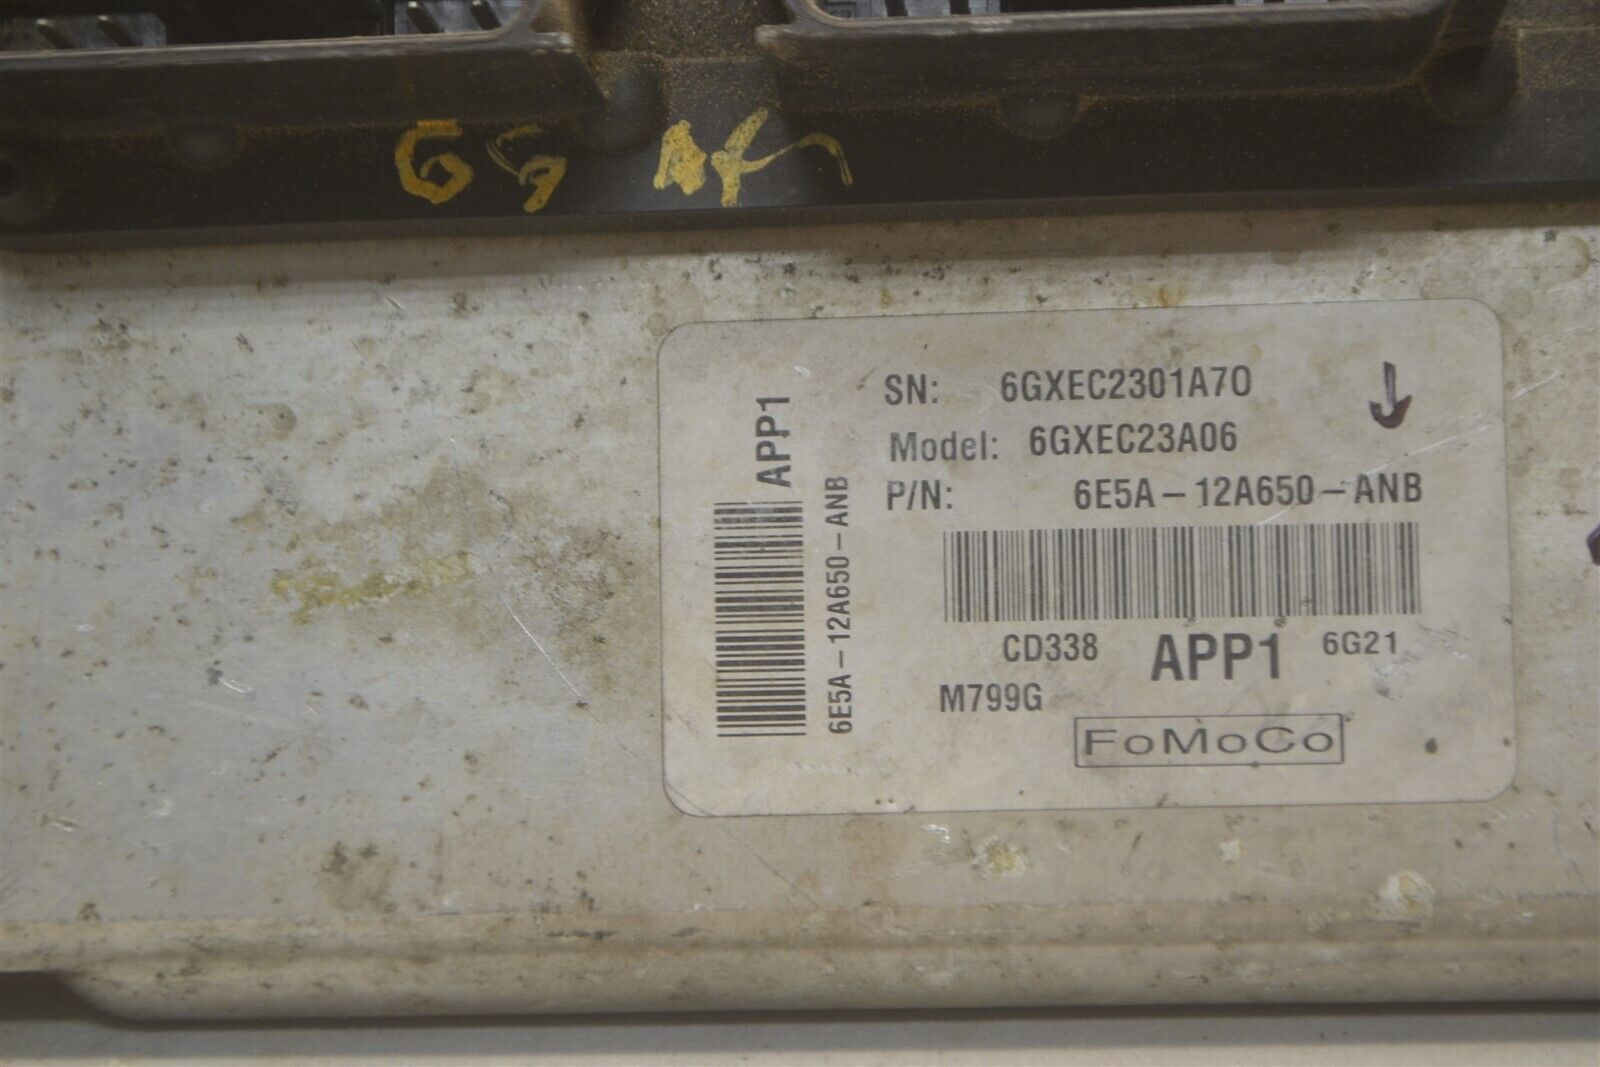 SN: 6GXEC2301A70
Model: 6GXEC23A06
P/N: 6E5A-12A650-ANB
APP1
6E5A-12A650-ANB
CD338 APP1 6G21
M799G
FoMoCo